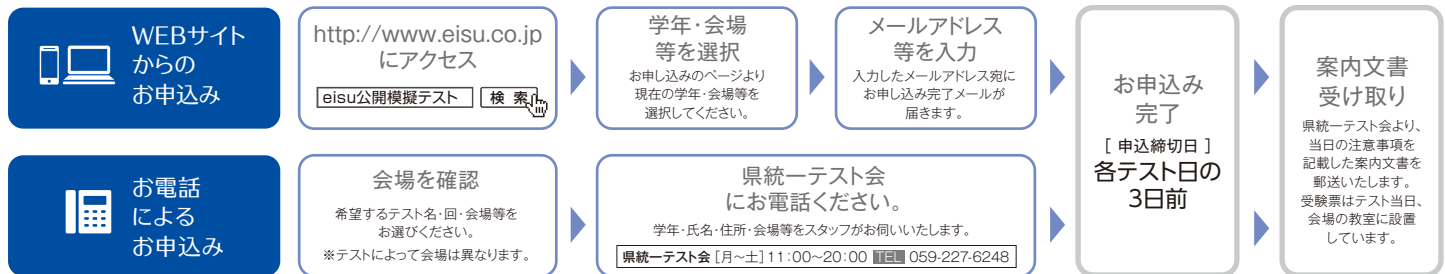 WEBサイト
からの
お申込み
http://www.eisu.co.jp
にアクセス
eisu公開模擬テスト 検 索
学年・会場
等を選択
お申し込みのページより
現在の学年・会場等を
選択してください。
メールアドレス
等を入力
入力したメールアドレス宛に
お申し込み完了メールが
届きます。
お電話
による
お申込み
会場を確認
希望するテスト名・回・会場等を
お選びください。
※テストによって会場は異なります。
県統一テスト会
にお電話ください。
学年・氏名・住所・会場等をスタッフがお伺いいたします。
県統一テスト会 [月〜土] 11:00〜20:00 TEL 059-227-6248
お申込み
完了
[ 申込締切日 ]
各テスト日の
3日前
案内文書
受け取り
県統一テスト会より、
当日の注意事項を
記載した案内文書を
郵送いたします。
受験票はテスト当日、
会場の教室に設置
しています。